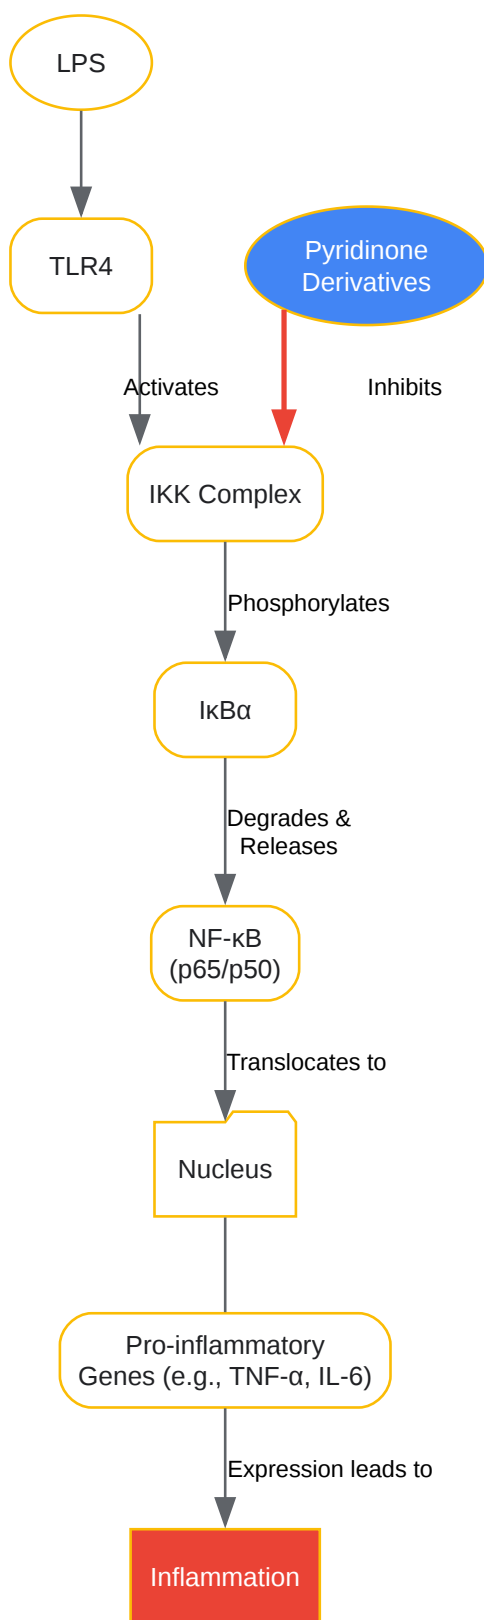 LPS
TLR4
Pyridinone
Derivatives
Activates
Inhibits
IKK Complex
Phosphorylates
IκBα
Degrades &
Releases
NF-κB
(p65/p50)
Translocates to
Nucleus
Pro-inflammatory
Genes (e.g., TNF-α, IL-6)
Expression leads to
Inflammation